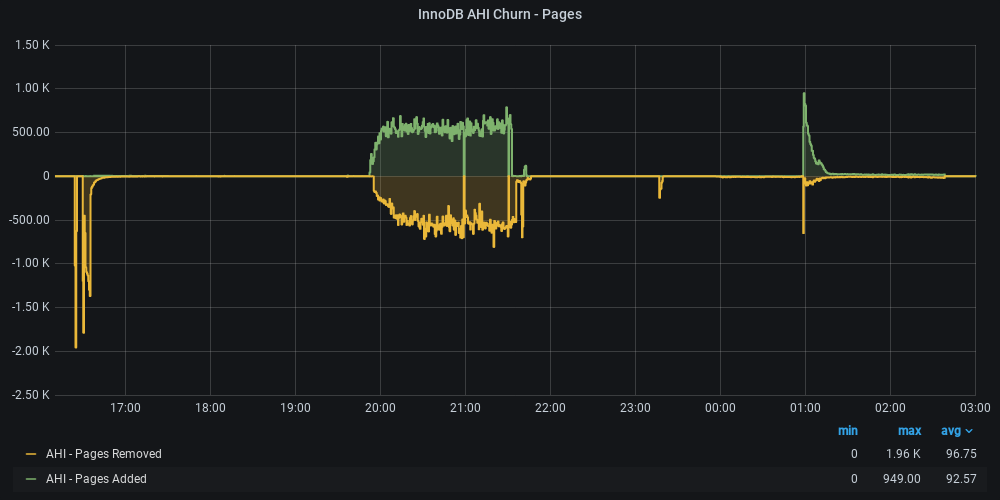 InnoDB AHI Churn - Pages
1.50 K
1.00 K
500.00
0
-500.00
-1.00 K
-1.50 K
-2.00 K
-2.50 K
17:00 18:00 19:00 20:00 21:00 22:00 23:00 00:00 01:00 02:00 03:00
min max avg
AHI - Pages Removed 0 1.96 K 96.75
AHI - Pages Added 0 949.00 92.57